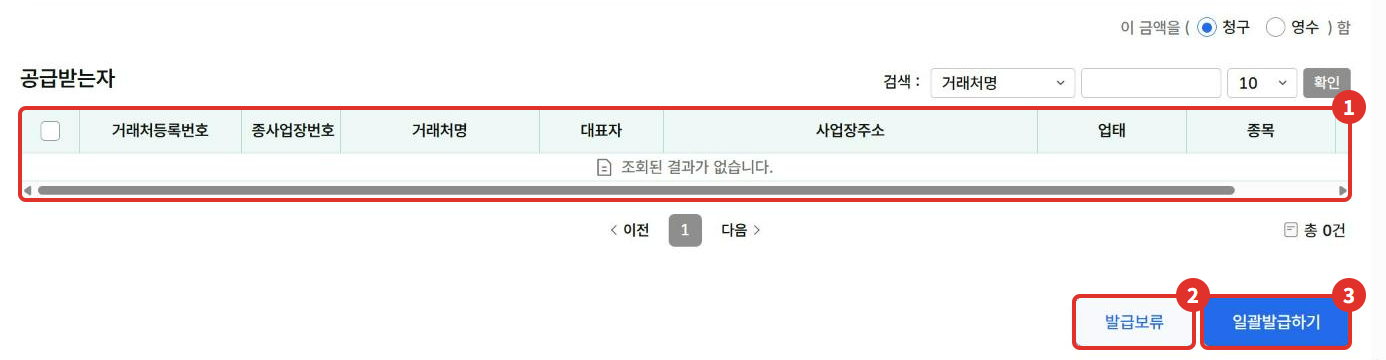 이 금액을 ( 청구 영수 ) 함
공급받는자
검색 : 거래처명 10 확인
1
거래처등록번호 종사업장번호 거래처명 대표자 사업장주소 업태 종목
조회된 결과가 없습니다.
< 이전 1 다음 >
총 0건
2 3
발급보류 일괄발급하기